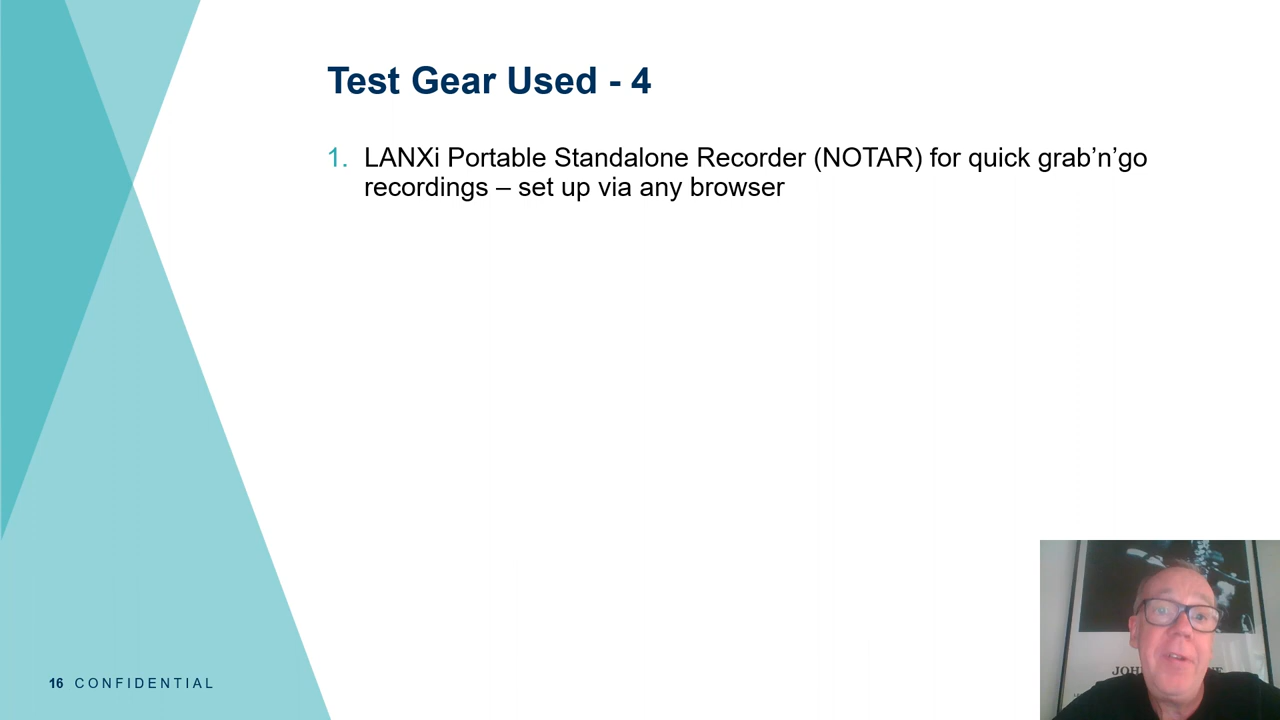 Test Gear Used - 4
1. LANXi Portable Standalone Recorder (NOTAR) for quick grab’n’go
recordings – set up via any browser
16 CONFIDENTIAL